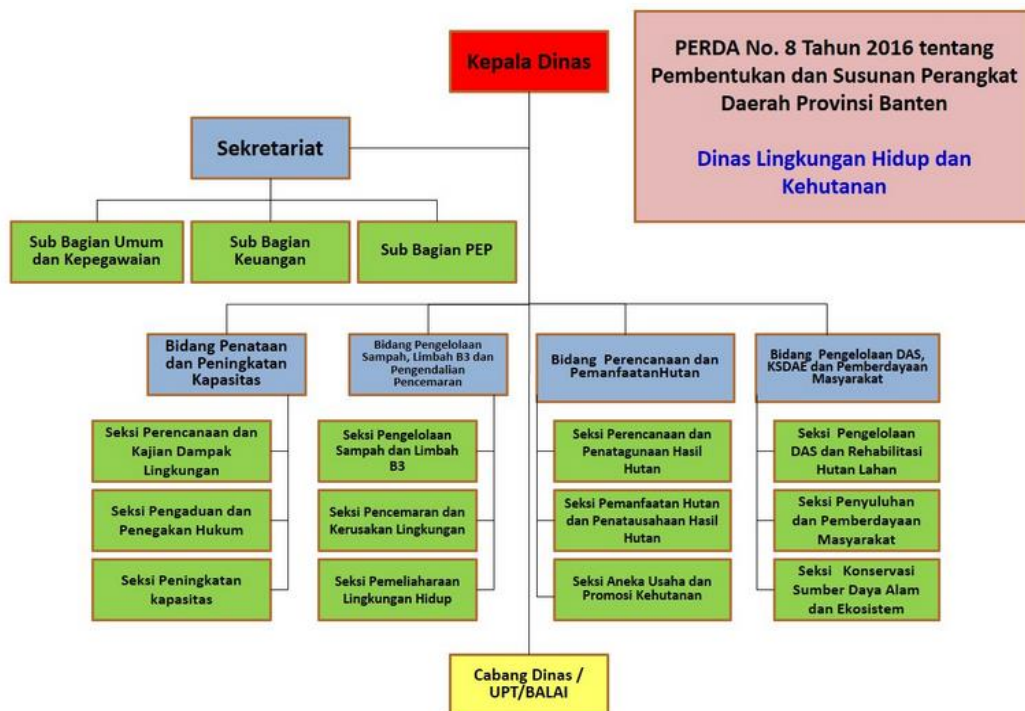 Kepala Dinas
PERDA No. 8 Tahun 2016 tentang
Pembentukan dan Susunan Perangkat
Daerah Provinsi Banten
Dinas Lingkungan Hidup dan
Kehutanan
Sekretariat
Sub Bagian Umum
dan Kepegawaian
Sub Bagian
Keuangan
Sub Bagian PEP
Bidang Penataan
dan Peningkatan
Kapasitas
Bidang Pengelolaan
Sampah, Limbah B3 dan
Pengendalian
Pencemaran
Bidang Perencanaan dan
PemanfaatanHutan
Bidang Pengelolaan DAS,
KSDAE dan Pemberdayaan
Masyarakat
Seksi Perencanaan dan
Kajian Dampak
Lingkungan
Seksi Pengelolaan
Sampah dan Limbah
B3
Seksi Perencanaan dan
Penatagunaan Hasil
Hutan
Seksi Pengelolaan
DAS dan Rehabilitasi
Hutan Lahan
Seksi Pengaduan dan
Penegakan Hukum
Seksi Pencemaran dan
Kerusakan Lingkungan
Seksi Pemanfaatan Hutan
dan Penatausahaan Hasil
Hutan
Seksi Penyuluhan
dan Pemberdayaan
Masyarakat
Seksi Peningkatan
kapasitas
Seksi Pemeliaharaan
Lingkungan Hidup
Seksi Aneka Usaha dan
Promosi Kehutanan
Seksi Konservasi
Sumber Daya Alam
dan Ekosistem
Cabang Dinas /
UPT/BALAI